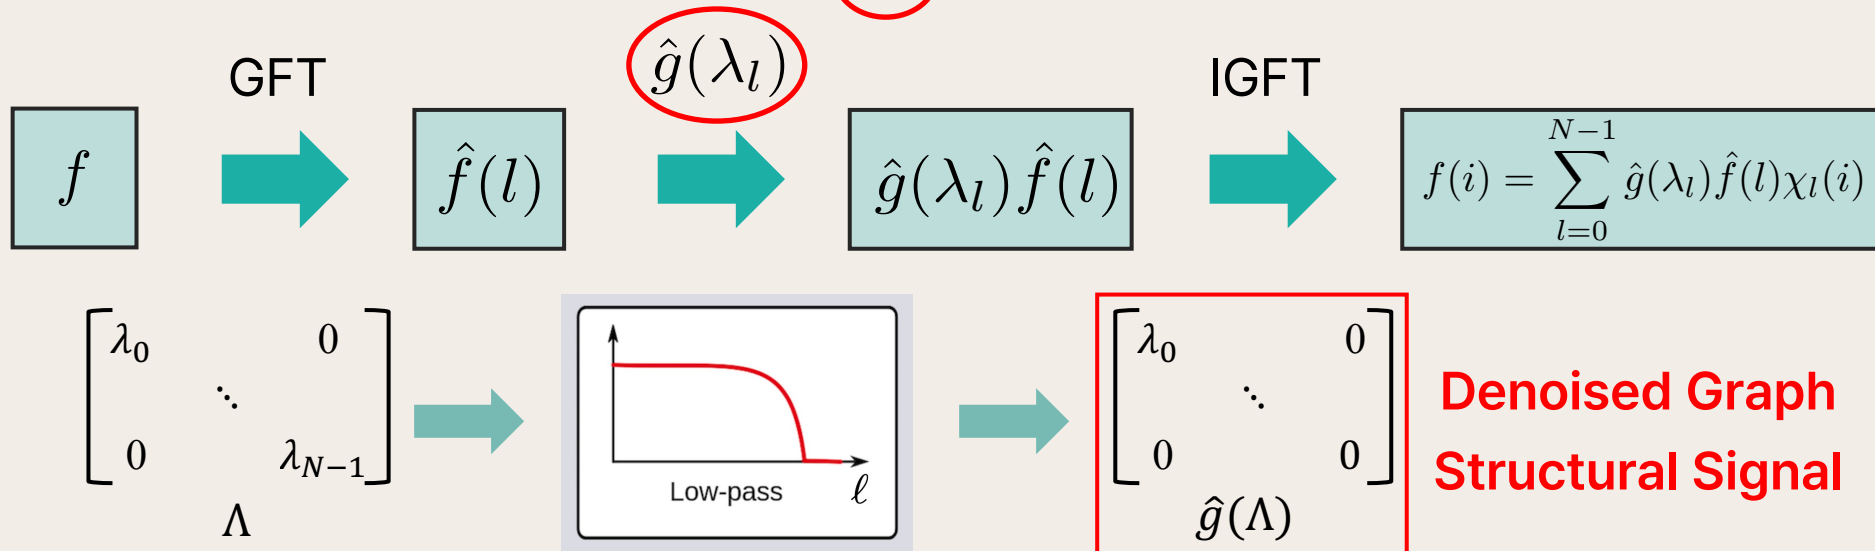 GFT
ĝ(λ_l)
IGFT
f
f̂(l)
ĝ(λ_l)f̂(l)
f(i) = \sum_{l=0}^{N-1} ĝ(λ_l)f̂(l)χ_l(i)
λ_0 0
⋱
0 λ_{N-1}
Λ
Low-pass ℓ
λ_0 0
⋱
0 0
ĝ(Λ)
Denoised Graph
Structural Signal